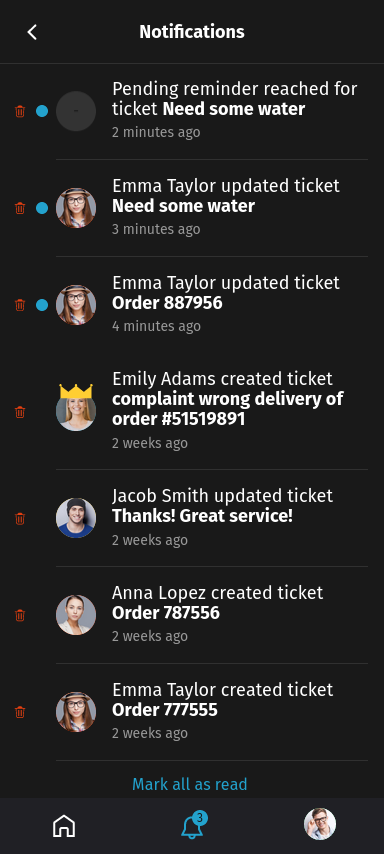 Notifications
Pending reminder reached for
ticket Need some water
2 minutes ago
Emma Taylor updated ticket
Need some water
3 minutes ago
Emma Taylor updated ticket
Order 887956
4 minutes ago
Emily Adams created ticket
complaint wrong delivery of
order #51519891
2 weeks ago
Jacob Smith updated ticket
Thanks! Great service!
2 weeks ago
Anna Lopez created ticket
Order 787556
2 weeks ago
Emma Taylor created ticket
Order 777555
2 weeks ago
Mark all as read
3